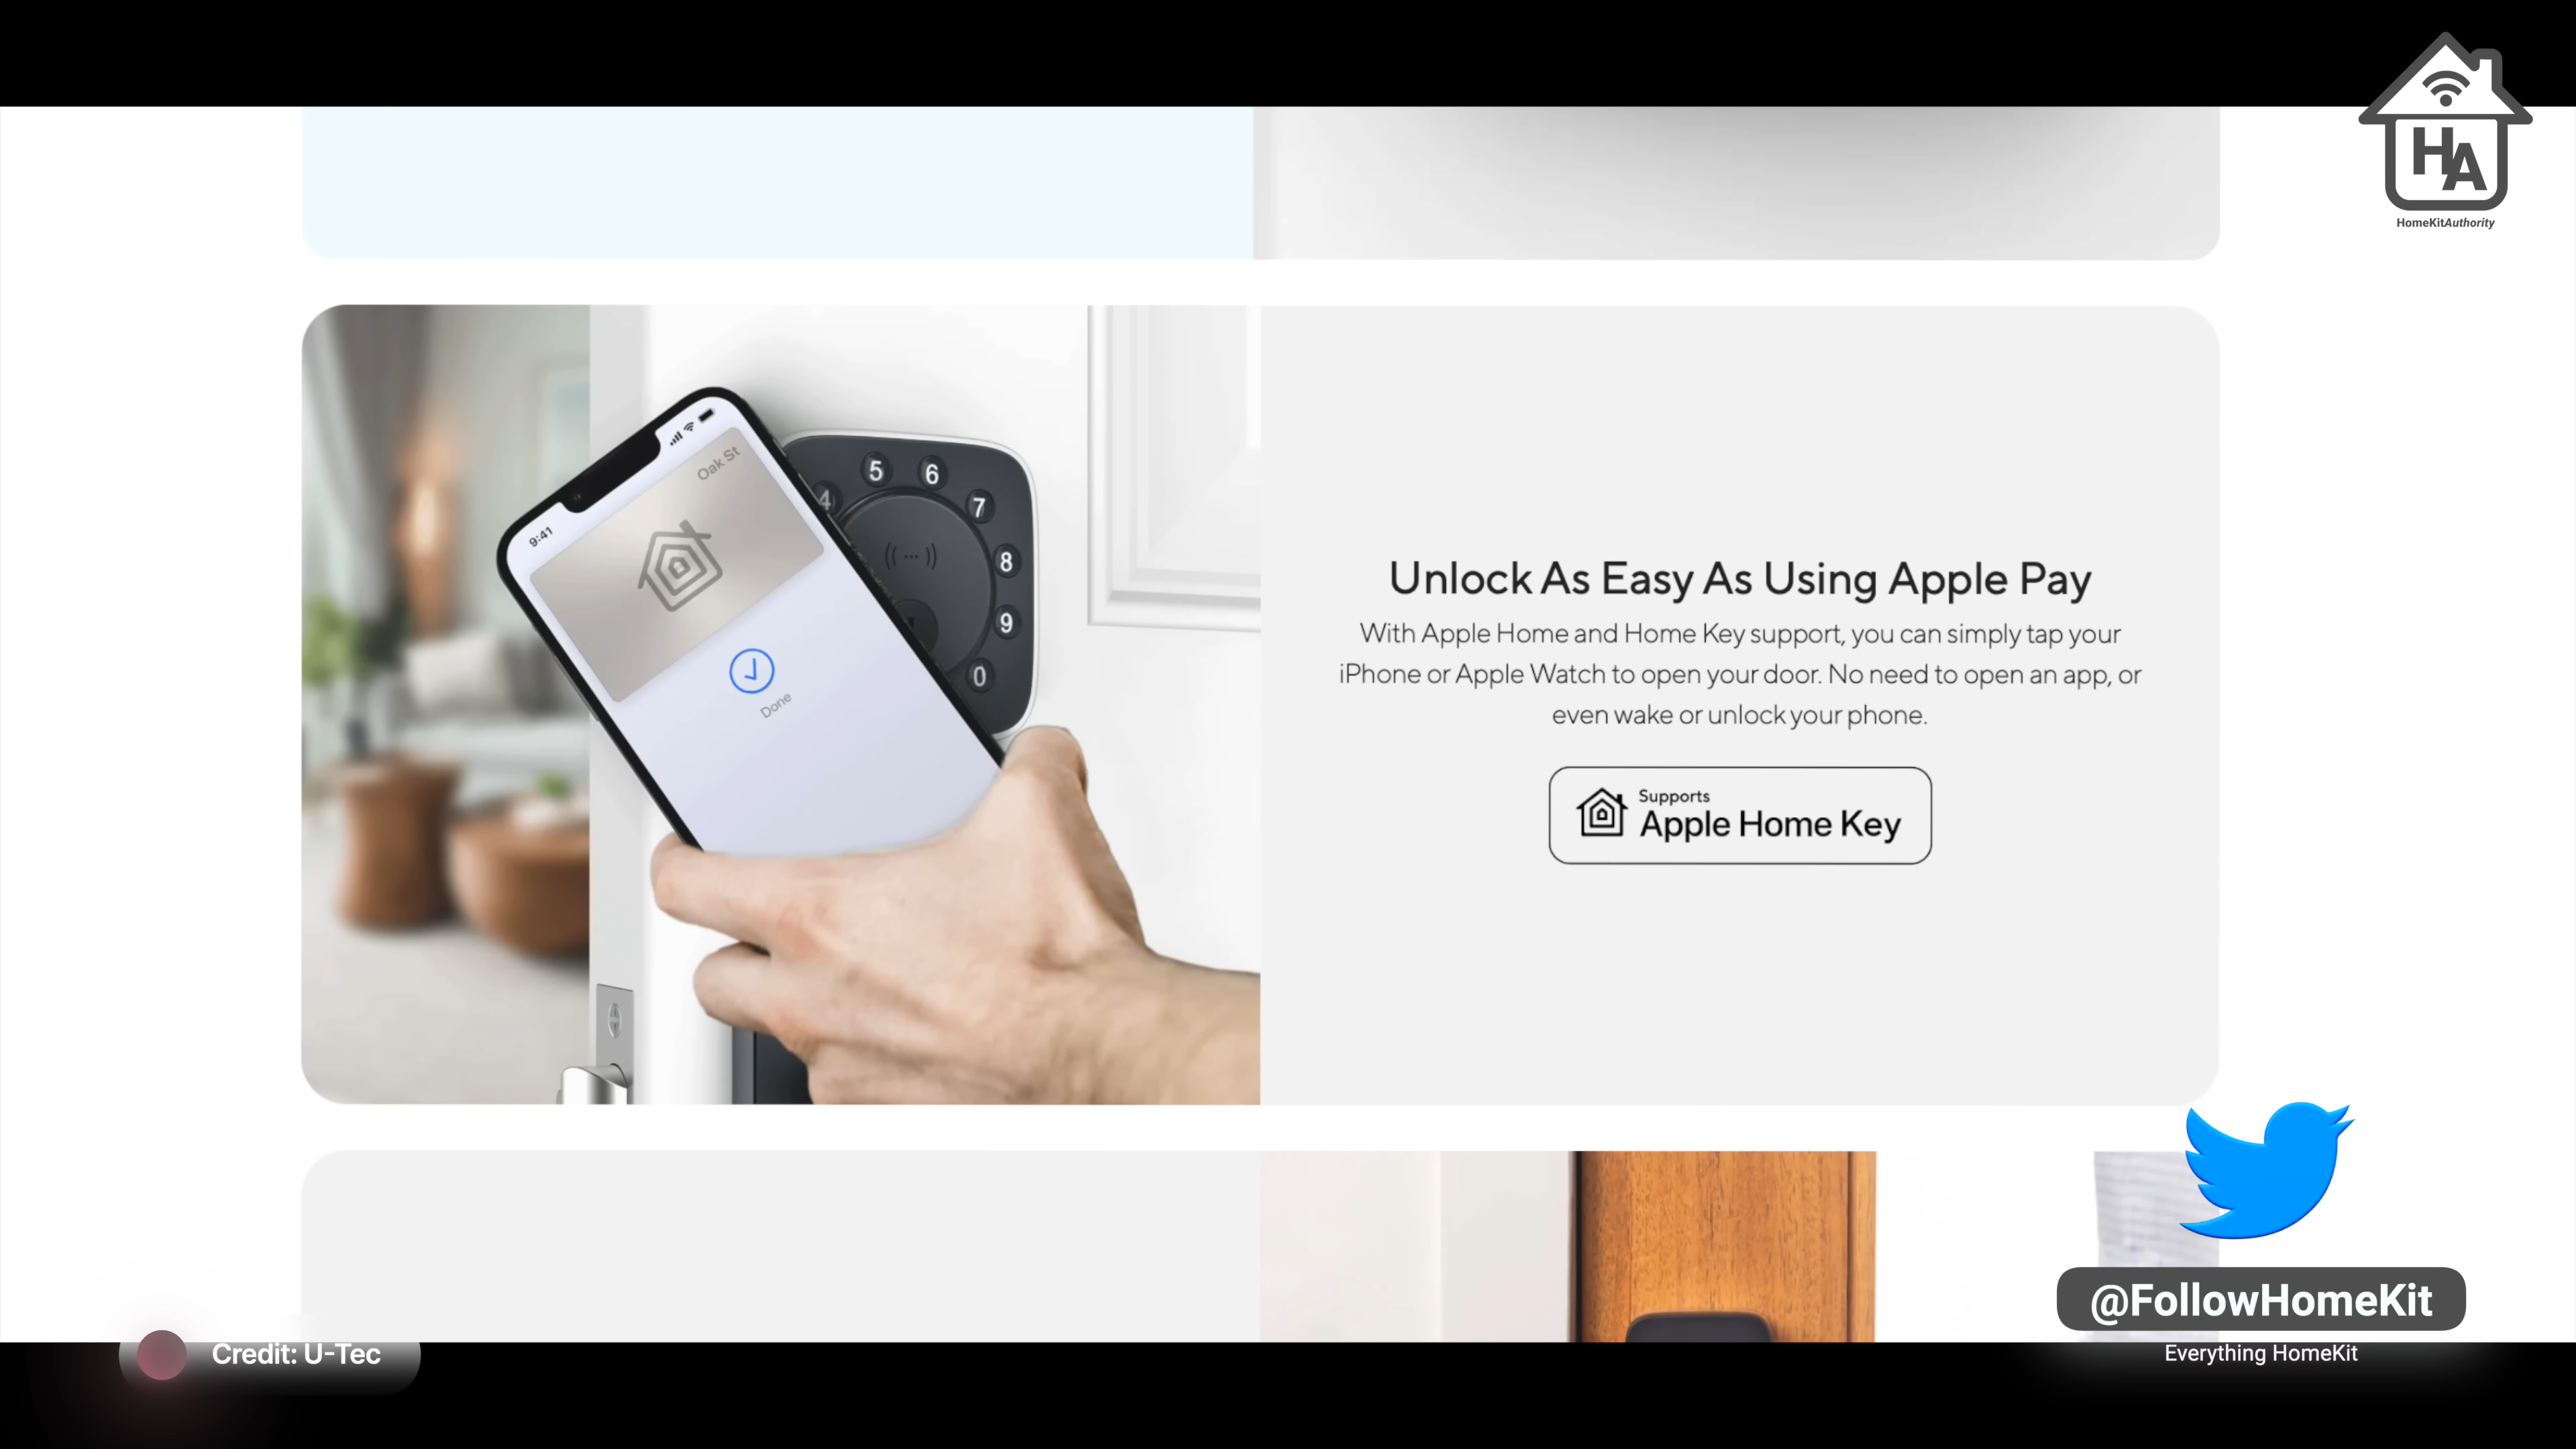 HA
HomeKitAuthority
9:41
Oak St
Done
4
5
6
7
8
9
0
Unlock As Easy As Using Apple Pay
With Apple Home and Home Key support, you can simply tap your
iPhone or Apple Watch to open your door. No need to open an app, or
even wake or unlock your phone.
Supports
Apple Home Key
@FollowHomeKit
Everything HomeKit
Credit: U-Tec